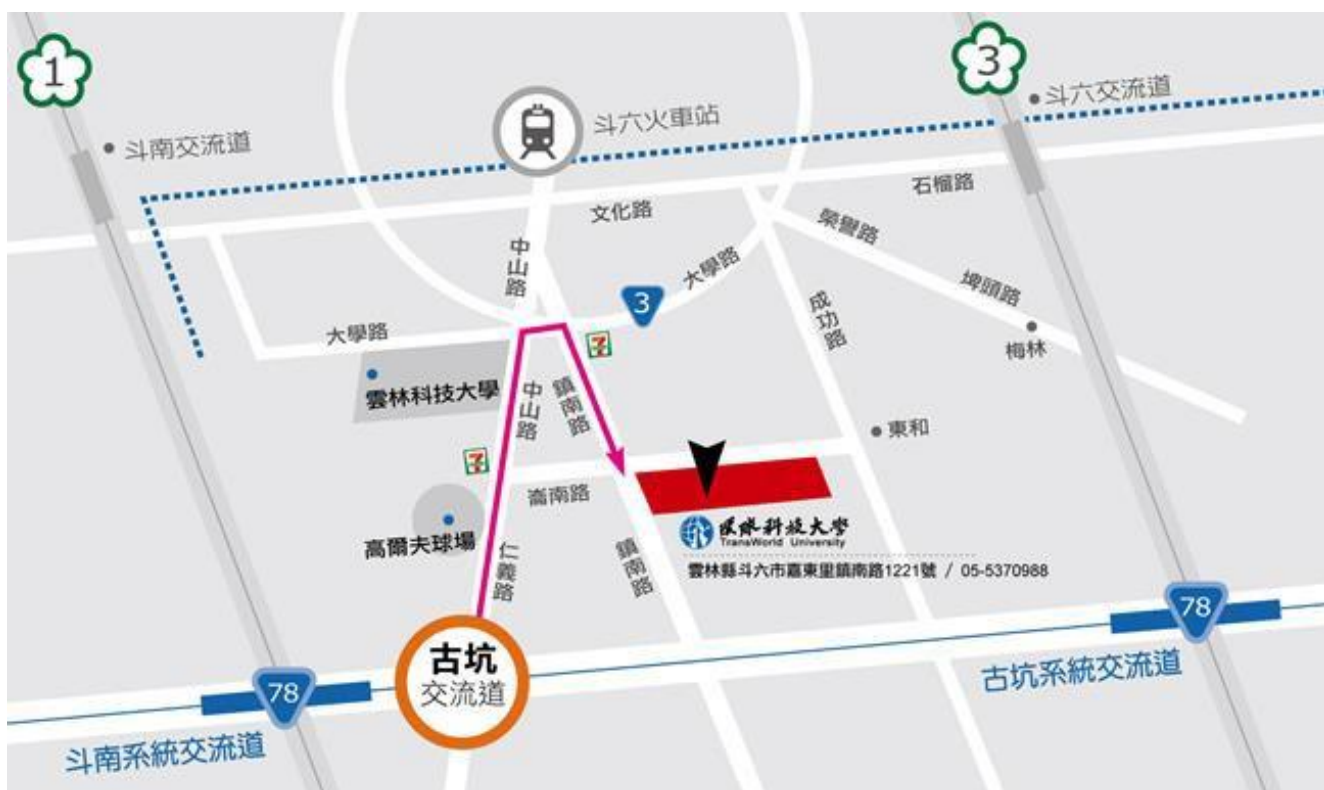 1
3
斗六交流道
斗南交流道
斗六火車站
石榴路
文化路
榮譽路
中山路
大學路
埤頭路
3
成功路
大學路
梅林
雲林科技大學
中山路
鎮南路
東和
崙南路
高爾夫球場
環球科技大學
TransWorld University
仁義路
鎮南路
雲林縣斗六市嘉東里鎮南路1221號 / 05-5370988
78
古坑
交流道
古坑系統交流道
78
斗南系統交流道
7
7